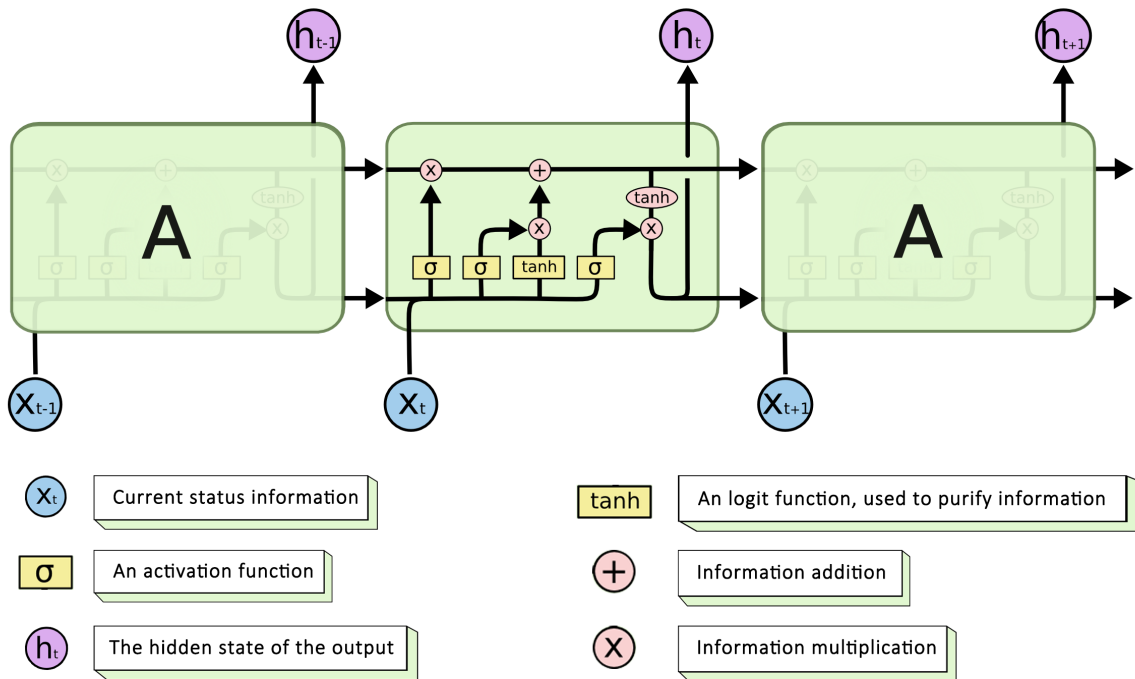 ht-1 ht ht+1
x + x + x +
tanh tanh tanh
A x x A
x x
σ σ σ σ σ tanh σ σ σ σ
xt-1 xt xt+1
xt Current status information
tanh An logit function, used to purify information
σ An activation function
+ Information addition
ht The hidden state of the output
x Information multiplication